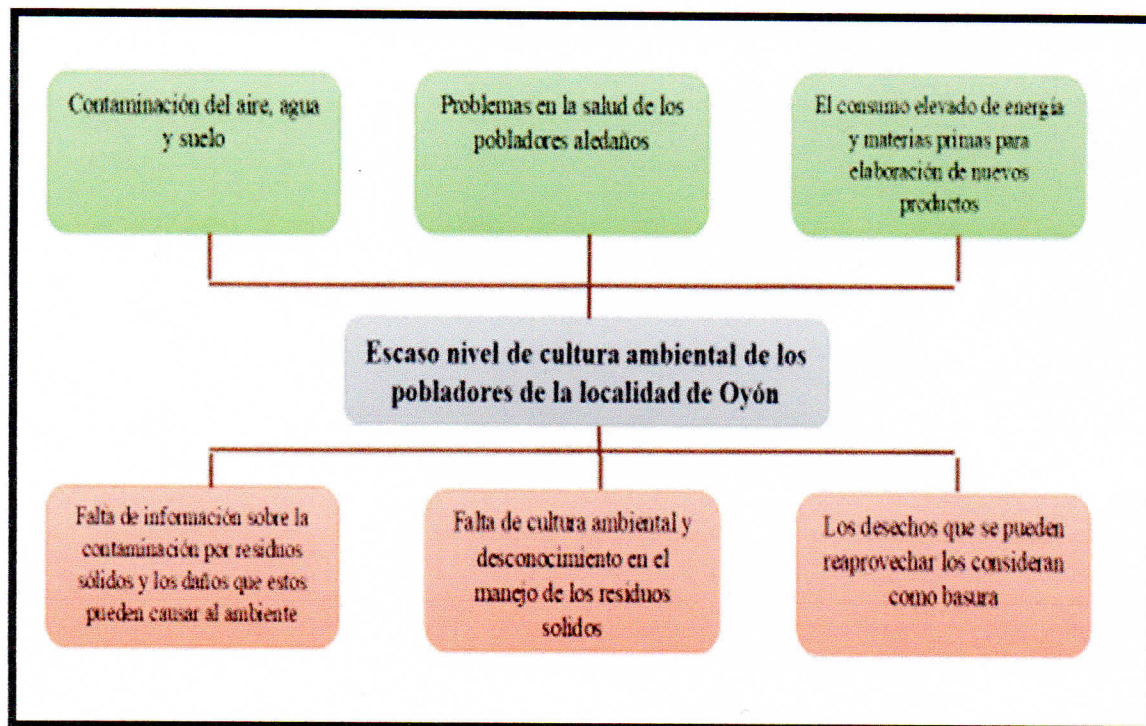 Contaminación del aire, agua
y suelo
Problemas en la salud de los
pobladores aledaños
El consumo elevado de energía
y materias primas para
elaboración de nuevos
productos
Escaso nivel de cultura ambiental de los
pobladores de la localidad de Oyón
Falta de información sobre la
contaminación por residuos
sólidos y los daños que estos
pueden causar al ambiente
Falta de cultura ambiental y
desconocimiento en el
manejo de los residuos
solidos
Los desechos que se pueden
reaprovechar los consideran
como basura